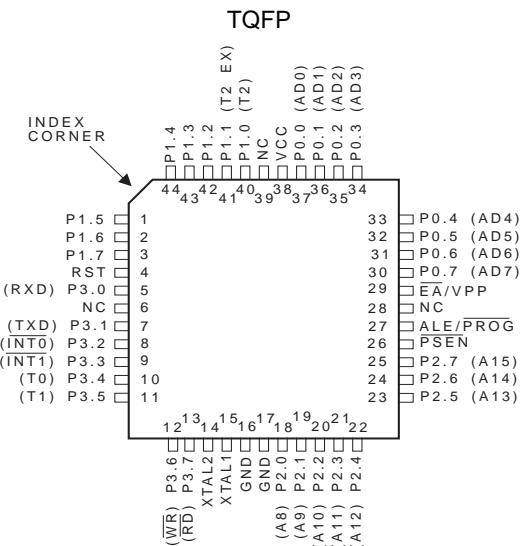 TQFP
INDEX
CORNER
P1.4
P1.3
P1.2
P1.1 (T2 EX)
P1.0 (T2)
NC
VCC
P0.0 (AD0)
P0.1 (AD1)
P0.2 (AD2)
P0.3 (AD3)
44 43 42 41 40 39 38 37 36 35 34
P1.5 1
P1.6 2
P1.7 3
RST 4
(RXD) P3.0 5
NC 6
(TXD) P3.1 7
(INT0) P3.2 8
(INT1) P3.3 9
(T0) P3.4 10
(T1) P3.5 11
33 P0.4 (AD4)
32 P0.5 (AD5)
31 P0.6 (AD6)
30 P0.7 (AD7)
29 EA/VPP
28 NC
27 ALE/PROG
26 PSEN
25 P2.7 (A15)
24 P2.6 (A14)
23 P2.5 (A13)
12 13 14 15 16 17 18 19 20 21 22
(WR) P3.6
(RD) P3.7
XTAL2
XTAL1
GND
GND
(A8) P2.0
(A9) P2.1
(A10) P2.2
(A11) P2.3
(A12) P2.4